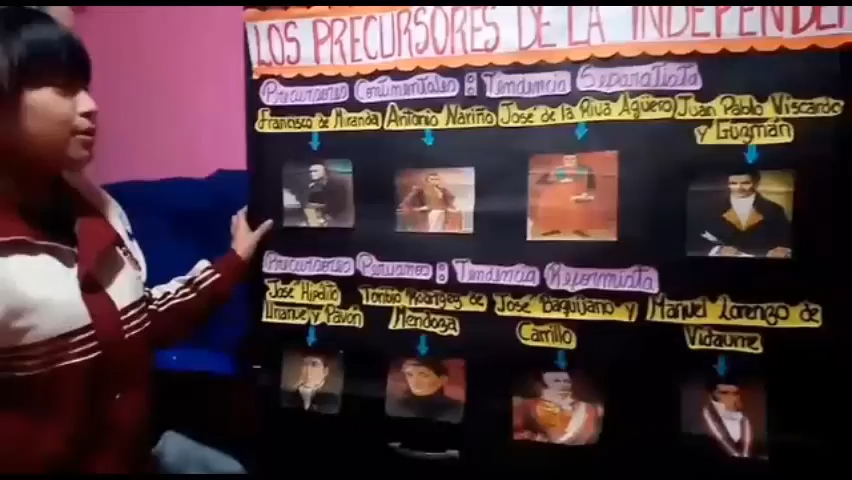 LOS PRECURSORES DE LA INDEPENDEN
Precursores Continentales : Tendencia Separatista
Francisco de Miranda Antonio Nariño José de la Riva Agüero Juan Pablo Viscardo
y Guzmán
Precursores Peruanos : Tendencia Reformista
José Hipólito Toribio Rodrígez de José Baquíjano y Manuel Lorenzo de
Unanue y Pavón Mendoza Carrillo Vidaurre